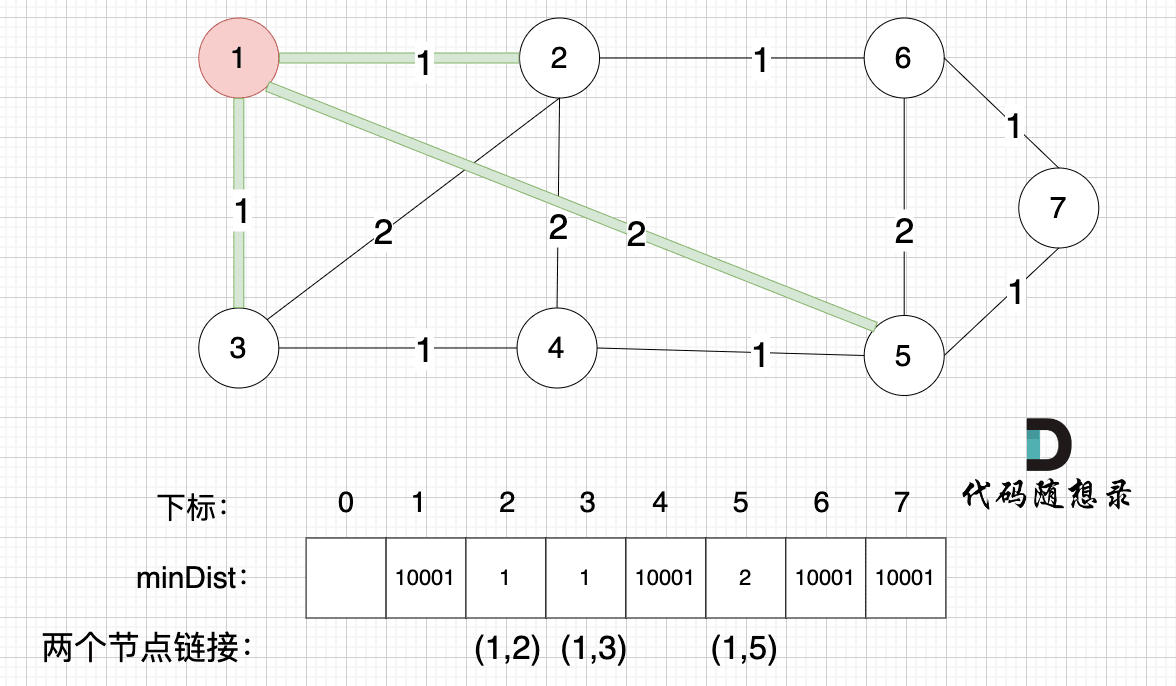 1 1 2 1 6
1
1 2 2 2 2 7
1
3 1 4 1 5
代码随想录
下标： 0 1 2 3 4 5 6 7
minDist： 10001 1 1 10001 2 10001 10001
两个节点链接： (1,2) (1,3) (1,5)